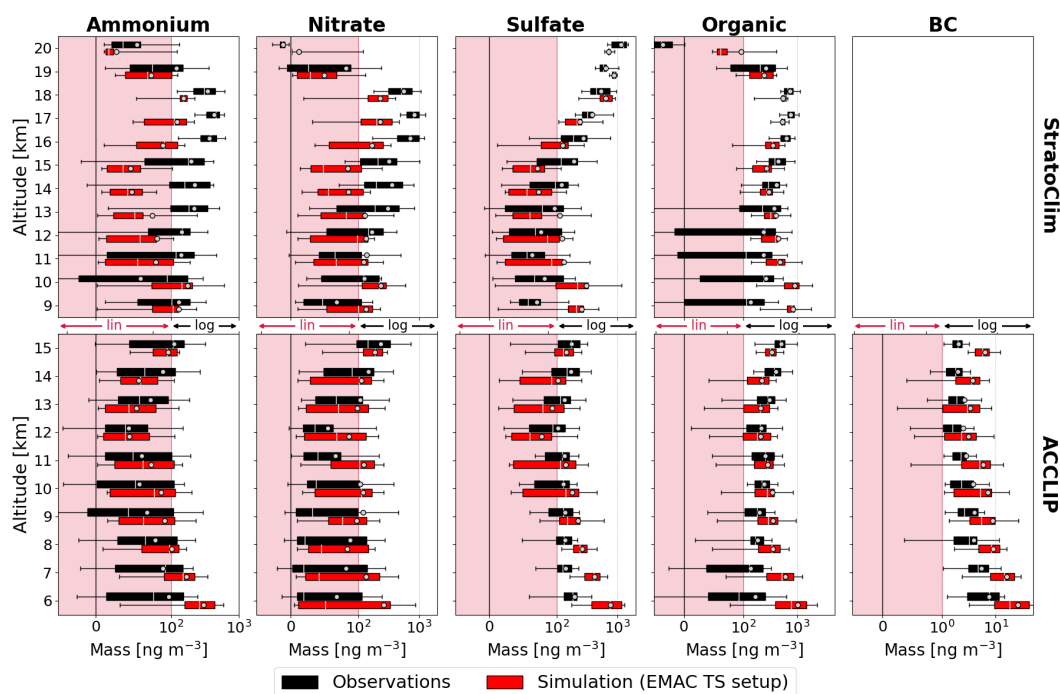 Ammonium Nitrate Sulfate Organic BC
Altitude [km]
20
19
18
17
16
15
14
13
12
11
10
9
StratoClim
lin log lin log lin log lin log lin log
Altitude [km]
15
14
13
12
11
10
9
8
7
6
ACCLIP
0 10² 10³ 0 10² 10³ 0 10² 10³ 0 10² 10³ 0 10⁰ 10¹
Mass [ng m⁻³] Mass [ng m⁻³] Mass [ng m⁻³] Mass [ng m⁻³] Mass [ng m⁻³]
Observations Simulation (EMAC TS setup)